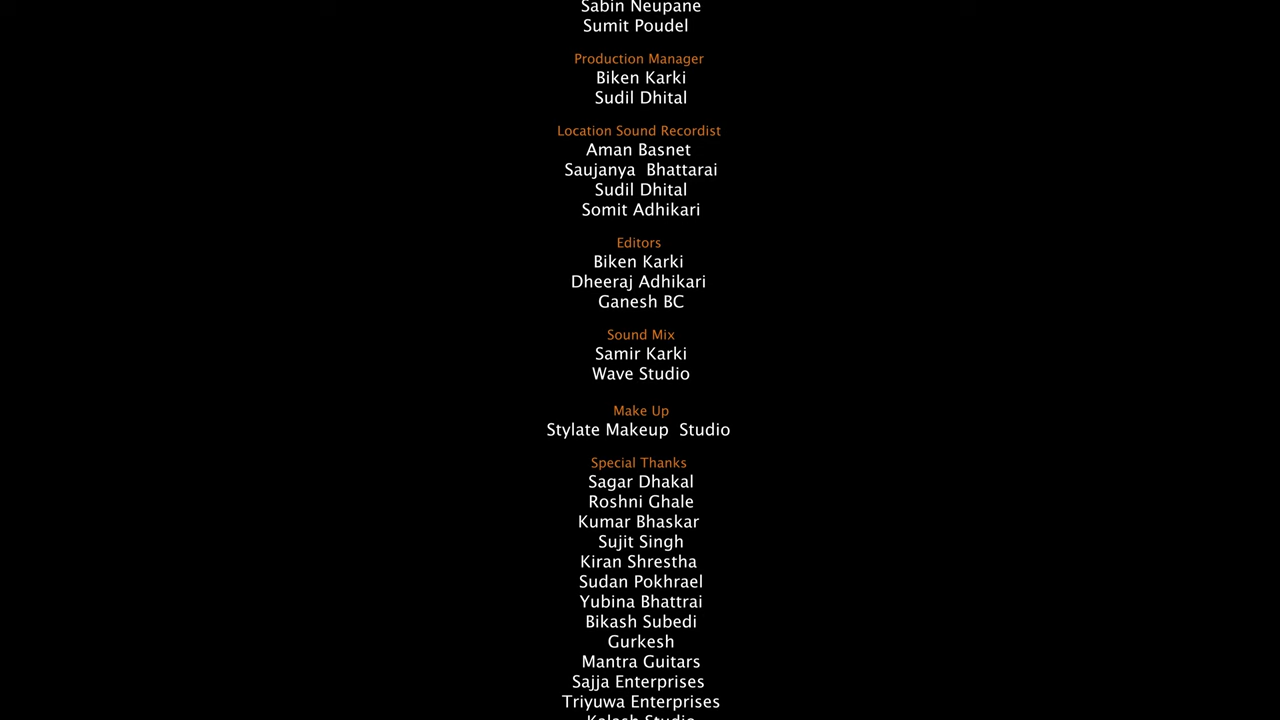 Sabin Neupane
Sumit Poudel
Production Manager
Biken Karki
Sudil Dhital
Location Sound Recordist
Aman Basnet
Saujanya  Bhattarai
Sudil Dhital
Somit Adhikari
Editors
Biken Karki
Dheeraj Adhikari
Ganesh BC
Sound Mix
Samir Karki
Wave Studio
Make Up
Stylate Makeup  Studio
Special Thanks
Sagar Dhakal
Roshni Ghale
Kumar Bhaskar
Sujit Singh
Kiran Shrestha
Sudan Pokhrael
Yubina Bhattrai
Bikash Subedi
Gurkesh
Mantra Guitars
Sajja Enterprises
Triyuwa Enterprises
Studio